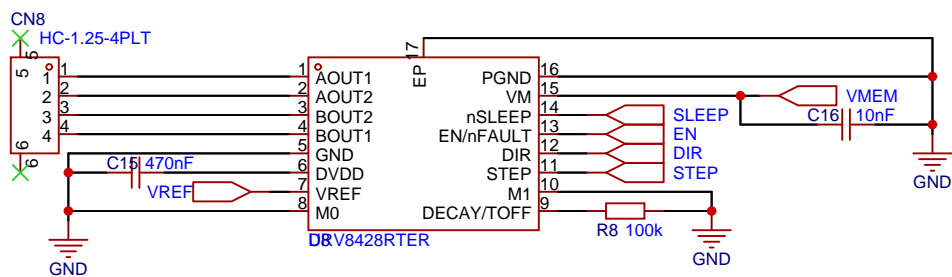 CN8
HC-1.25-4PLT
5
5
1
2
3
4
6
6
1
2
3
4
1 AOUT1
2 AOUT2
3 BOUT2
4 BOUT1
5 GND
6 DVDD
7 VREF
8 M0
17
EP
PGND 16
VM 15
nSLEEP 14
EN/nFAULT 13
DIR 12
STEP 11
M1 10
DECAY/TOFF 9
U8
DRV8428RTER
C15 470nF
VREF
GND
SLEEP
EN
DIR
STEP
VMEM
C16 10nF
GND
R8 100k
GND